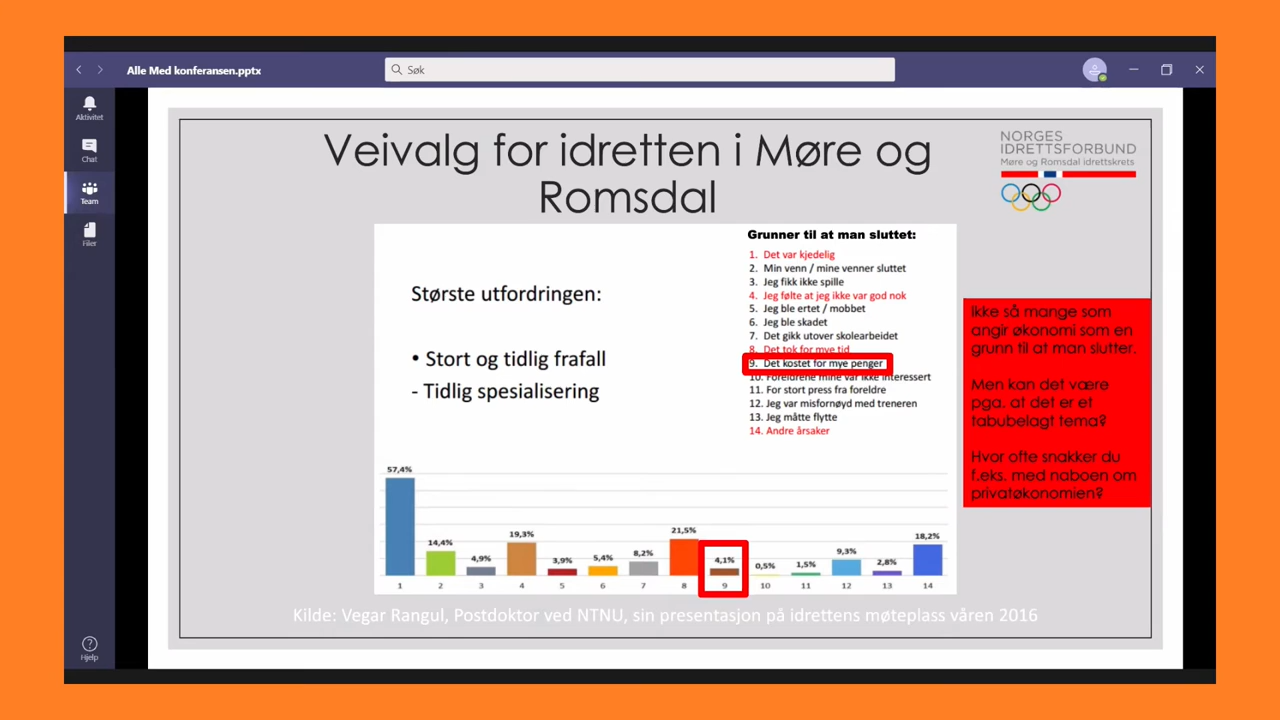 Alle Med konferansen.pptx
Søk
Aktivitet
Chat
Team
Filer
Hjelp
Veivalg for idretten i Møre og
Romsdal
NORGES
IDRETTSFORBUND
Møre og Romsdal idrettskrets
Grunner til at man sluttet:
1. Det var kjedelig
2. Min venn / mine venner sluttet
3. Jeg fikk ikke spille
4. Jeg følte at jeg ikke var god nok
5. Jeg ble ertet / mobbet
6. Jeg ble skadet
7. Det gikk utover skolearbeidet
8. Det tok for mye tid
9. Det kostet for mye penger
10. Foreldrene mine var ikke interessert
11. For stort press fra foreldre
12. Jeg var misfornøyd med treneren
13. Jeg måtte flytte
14. Andre årsaker
Største utfordringen:
• Stort og tidlig frafall
- Tidlig spesialisering
Ikke så mange som
angir økonomi som en
grunn til at man slutter.
Men kan det være
pga. at det er et
tabubelagt tema?
Hvor ofte snakker du
f.eks. med naboen om
privatøkonomien?
57,4% 14,4% 4,9% 19,3% 3,9% 5,4% 8,2% 21,5% 4,1% 0,5% 1,5% 9,3% 2,8% 18,2%
1 2 3 4 5 6 7 8 9 10 11 12 13 14
Kilde: Vegar Rangul, Postdoktor ved NTNU, sin presentasjon på idrettens møteplass våren 2016